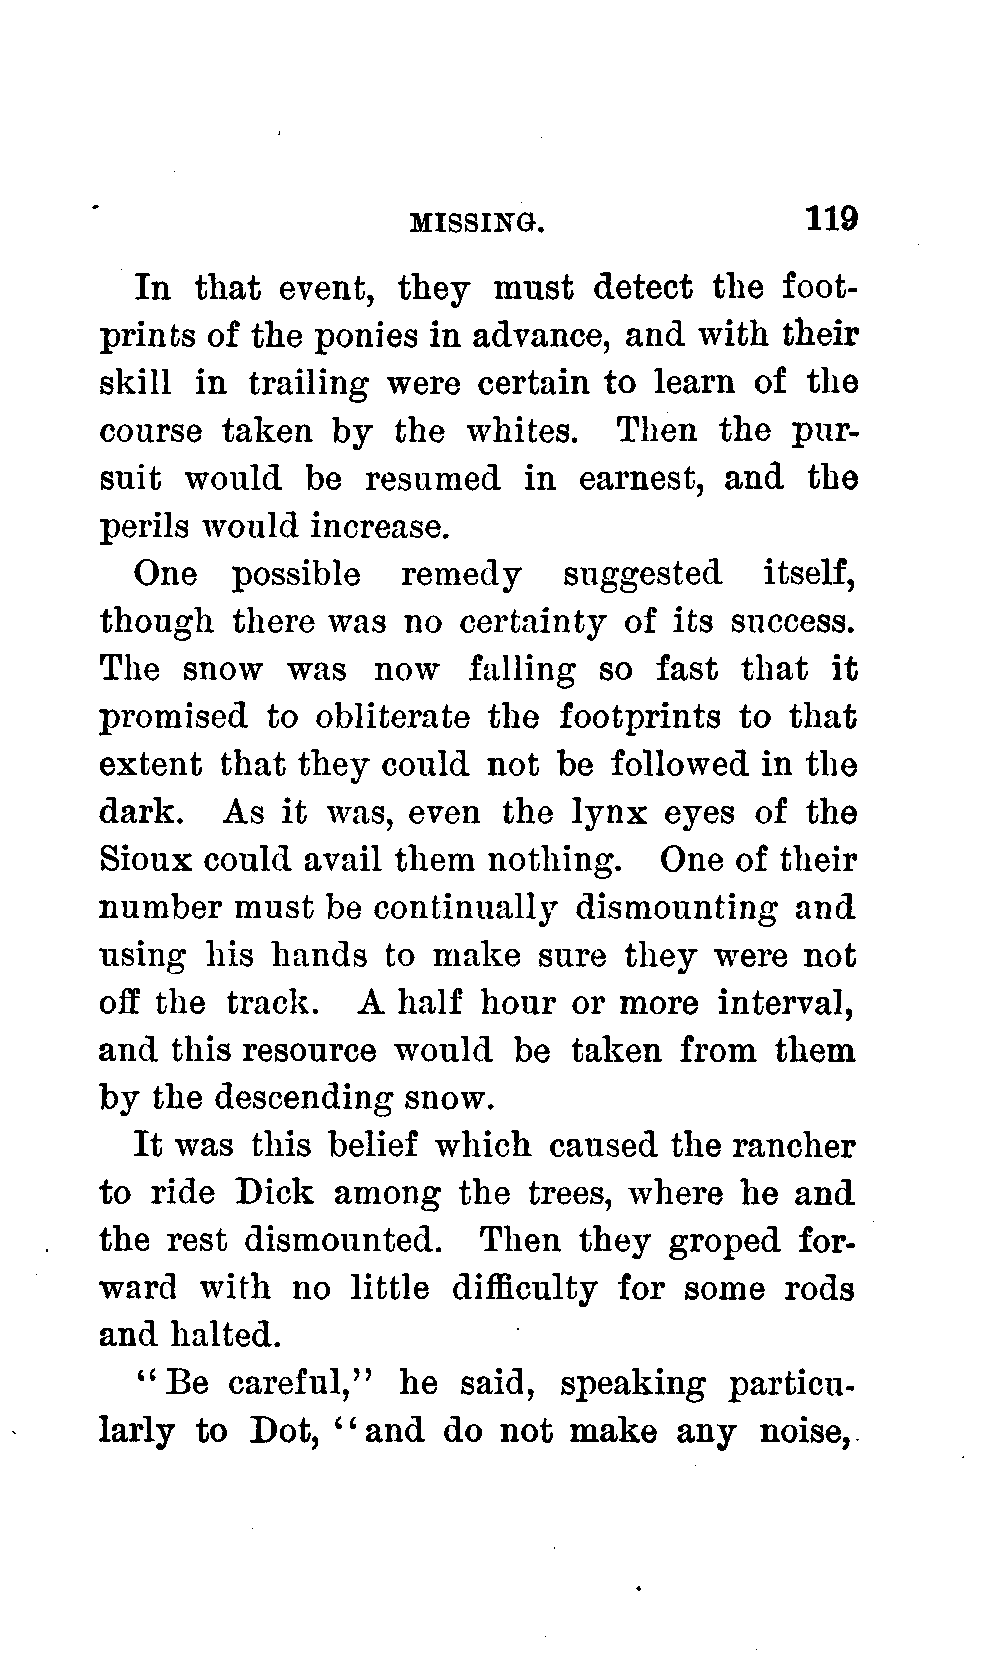 MISSING. 119
In that event, they must detect the foot-
prints of the ponies in advance, and with their
skill in trailing were certain to learn of the
course taken by the whites. Then the pur-
suit would be resumed in earnest, and the
perils would increase.
One possible remedy suggested itself,
though there was no certainty of its success.
The snow was now falling so fast that it
promised to obliterate the footprints to that
extent that they could not be followed in the
dark. As it was, even the lynx eyes of the
Sioux could avail them nothing. One of their
number must be continually dismounting and
using his hands to make sure they were not
off the track. A half hour or more interval,
and this resource would be taken from them
by the descending snow.
It was this belief which caused the rancher
to ride Dick among the trees, where he and
the rest dismounted. Then they groped for-
ward with no little difficulty for some rods
and halted.
“Be careful,” he said, speaking particu-
larly to Dot, “and do not make any noise,